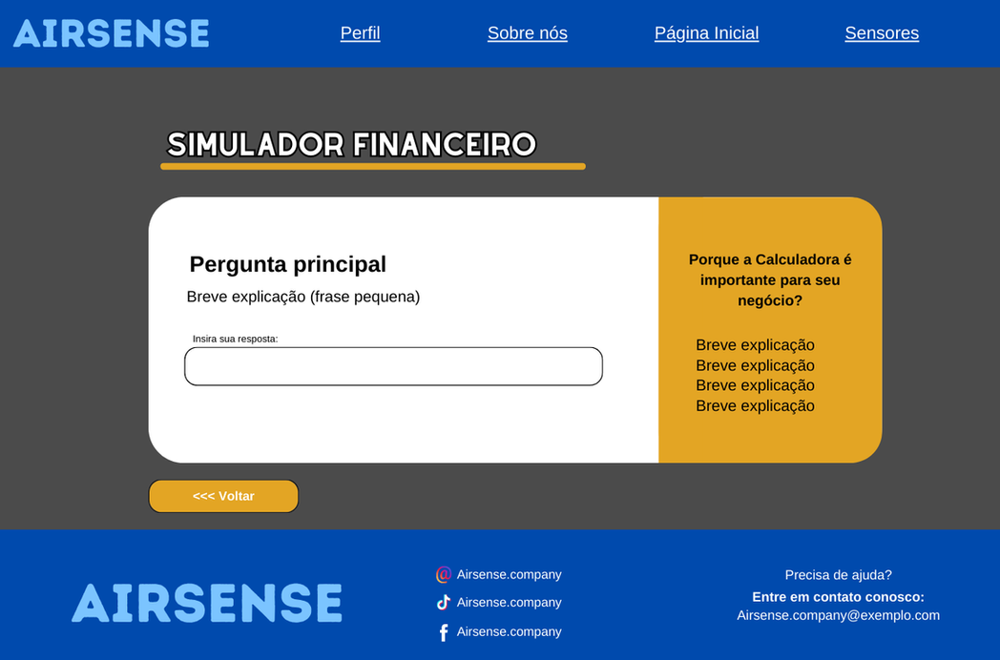 AIRSENSE
Perfil
Sobre nós
Página Inicial
Sensores
SIMULADOR FINANCEIRO
Pergunta principal
Breve explicação (frase pequena)
Insira sua resposta:
Porque a Calculadora é
importante para seu
negócio?
Breve explicação
Breve explicação
Breve explicação
Breve explicação
<<< Voltar
AIRSENSE
@ Airsense.company
Airsense.company
Airsense.company
Precisa de ajuda?
Entre em contato conosco:
Airsense.company@exemplo.com